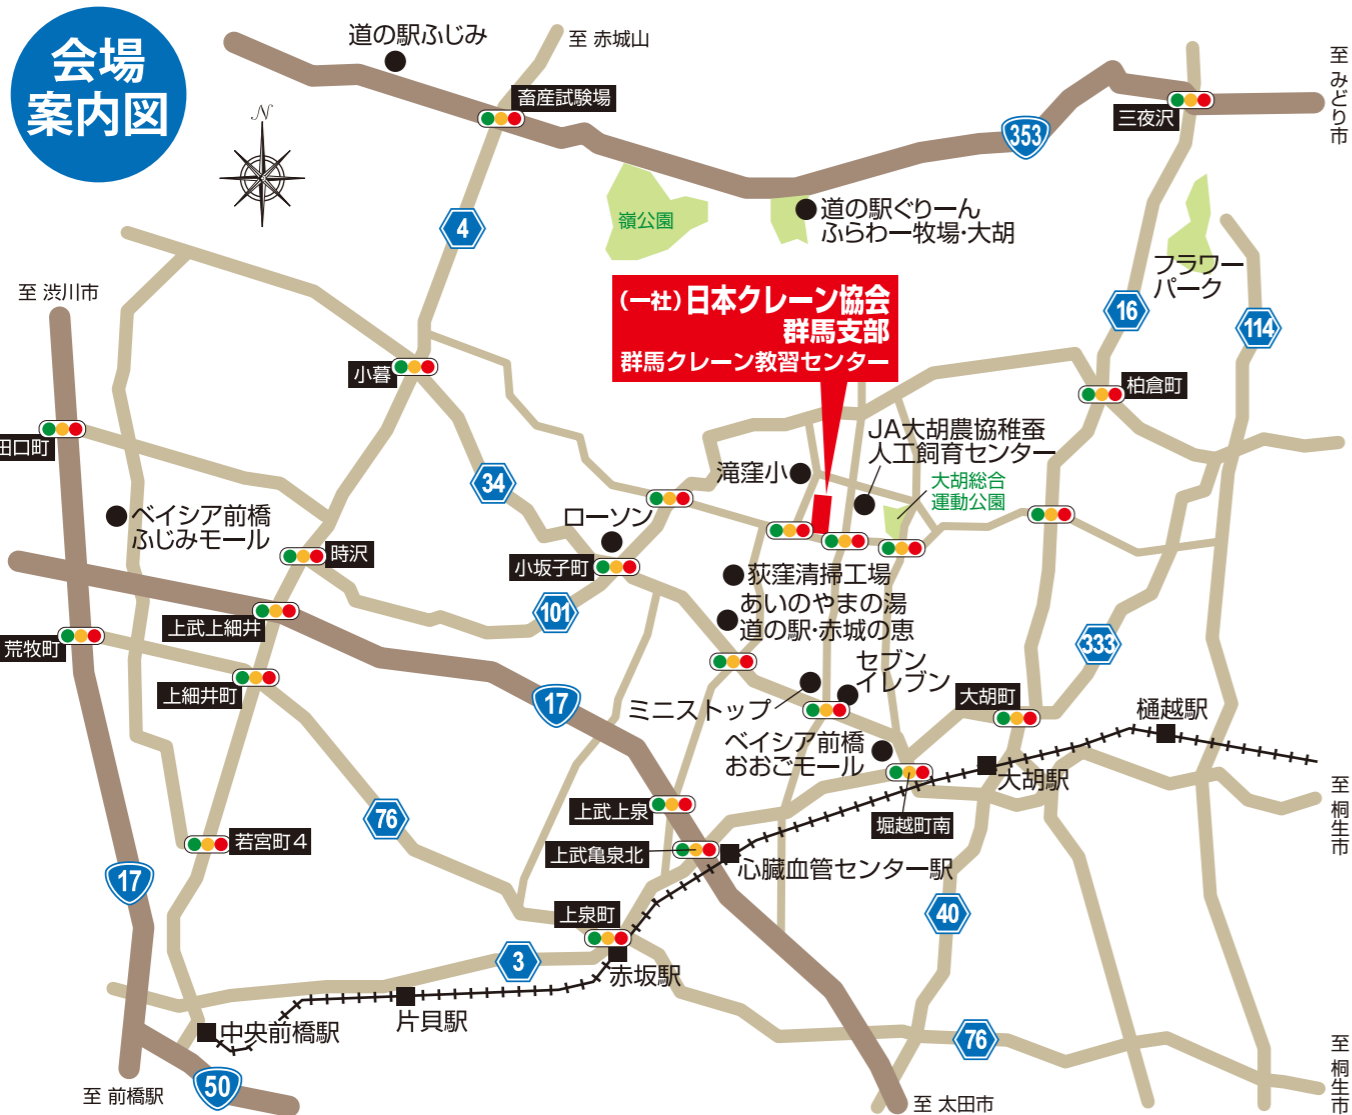 会場
案内図
道の駅ふじみ
至 赤城山
畜産試験場
N
353
三夜沢
至 みどり市
4
嶺公園
道の駅ぐりーん
ふらわー牧場・大胡
フラワー
パーク
至 渋川市
(一社)日本クレーン協会
群馬支部
群馬クレーン教習センター
16
114
小暮
柏倉町
田口町
JA大胡農協稚蚕
人工飼育センター
滝窪小
大胡総合
運動公園
34
ベイシア前橋
ふじみモール
ローソン
時沢
小坂子町
荻窪清掃工場
101
あいのやまの湯
道の駅・赤城の恵
上武上細井
荒牧町
333
セブン
イレブン
上細井町
17
ミニストップ
大胡町
樋越駅
ベイシア前橋
おおごモール
大胡駅
至 桐生市
上武上泉
76
堀越町南
若宮町4
上武亀泉北
心臓血管センター駅
17
上泉町
40
3
赤坂駅
片貝駅
中央前橋駅
76
至 桐生市
50
至 前橋駅
至 太田市